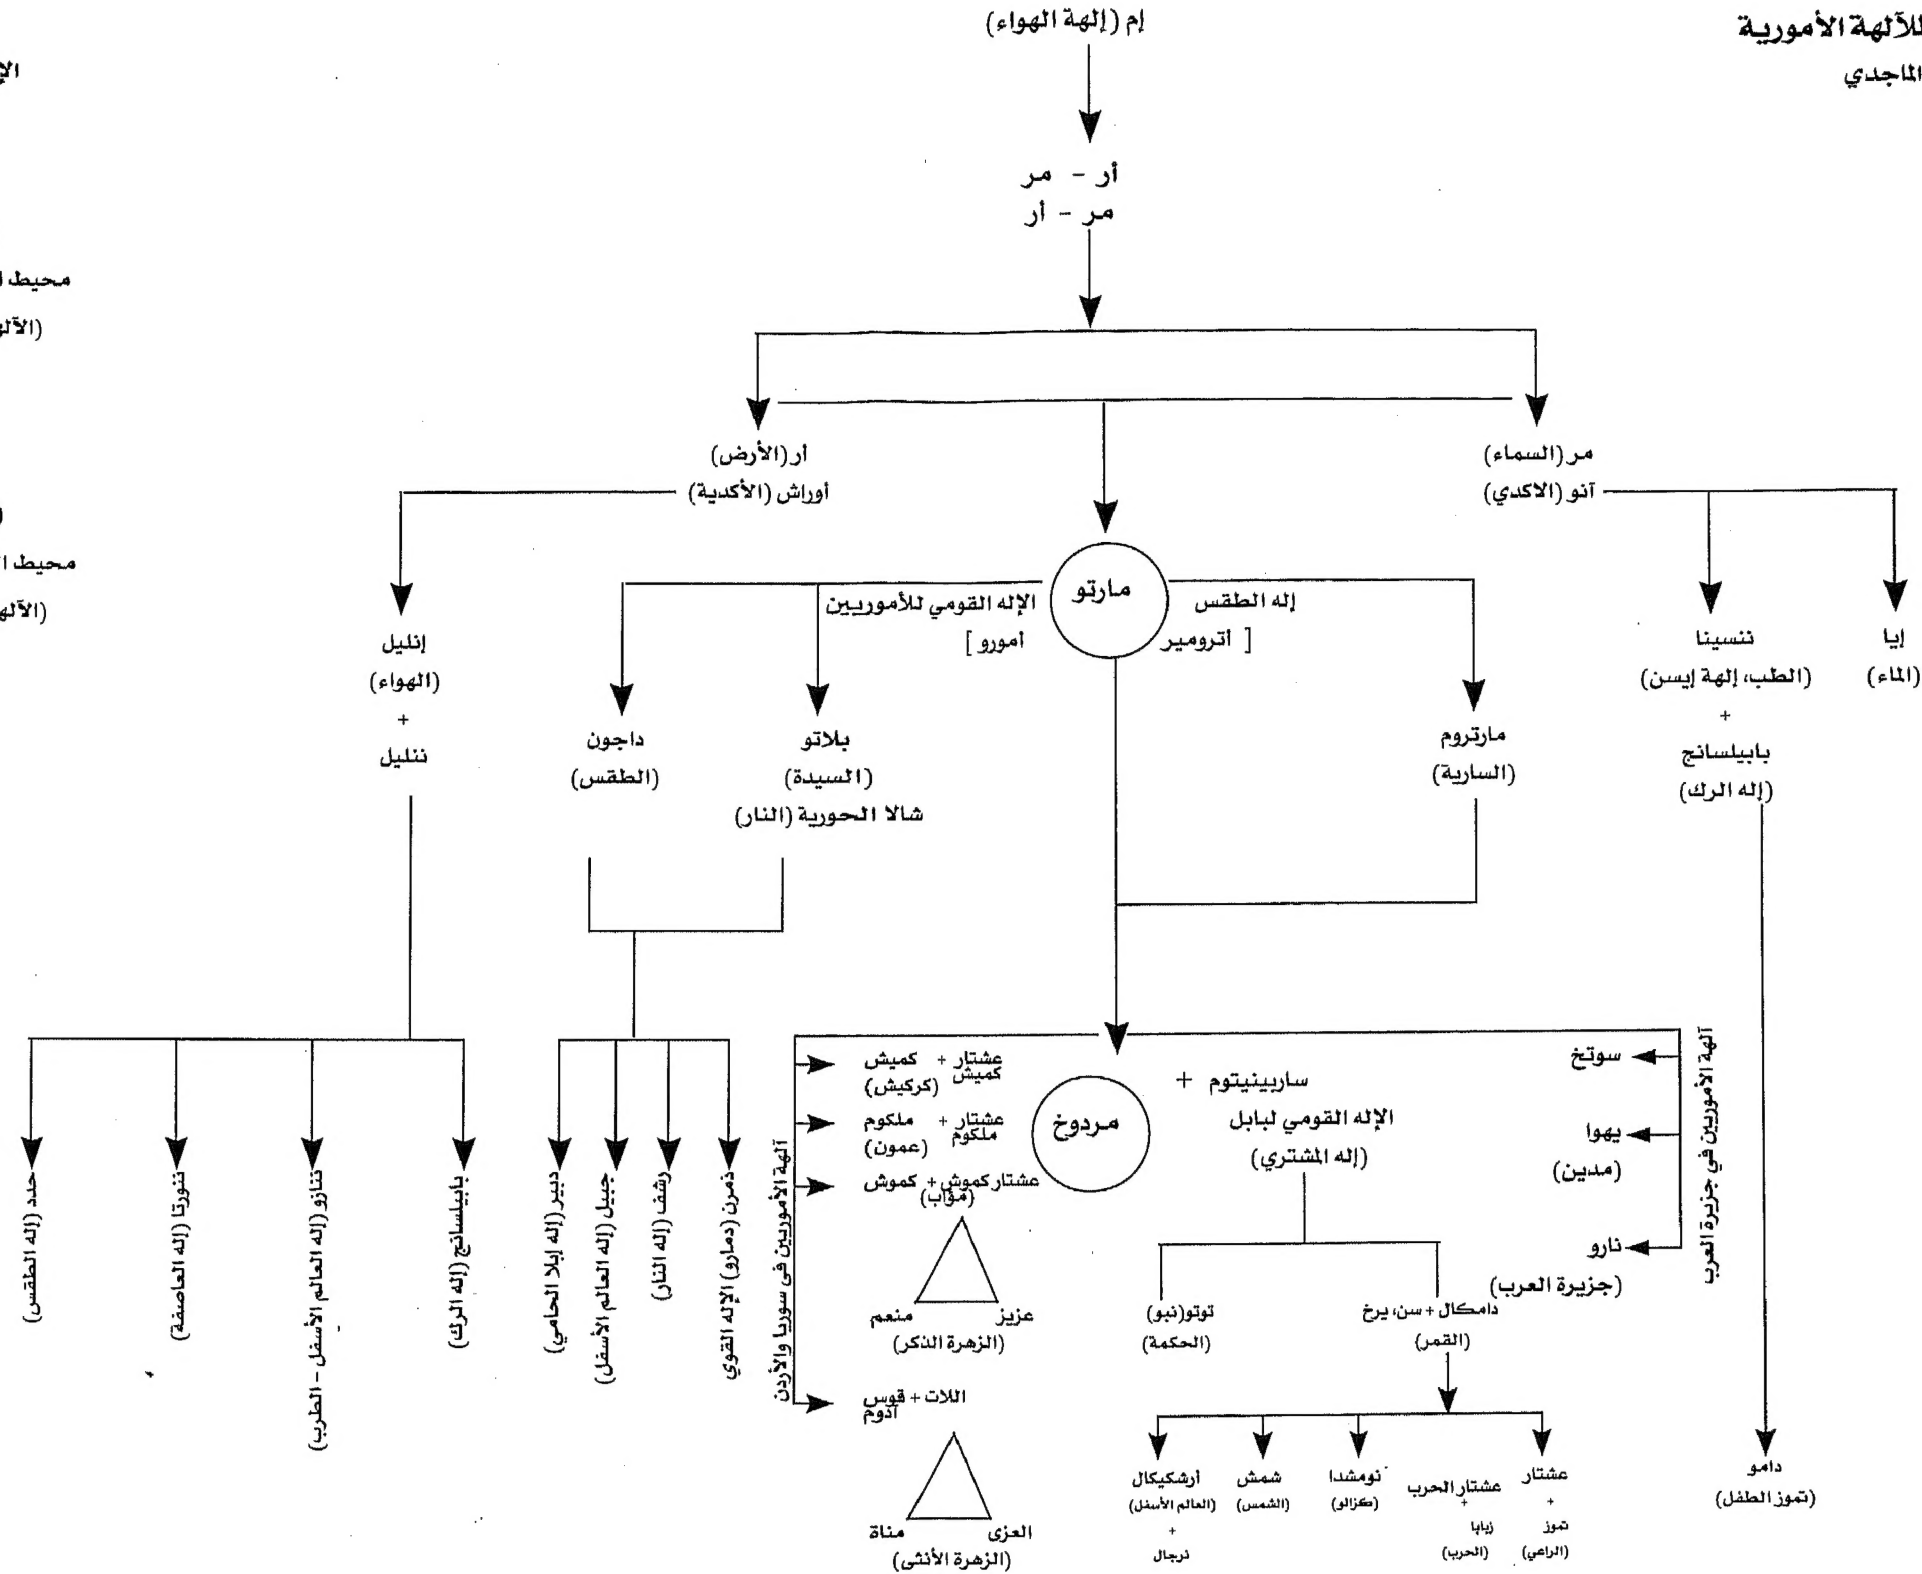 للآلهة الأمورية
الماجدي
إم (إلهة الهواء)
أر - مر
مر - أر
مر (السماء)
آنو (الاكدي)
أر (الأرض)
أوراش (الأكدية)
إيا
(الماء)
ننسينا
(الطب، إلهة إيسن)
+
بابيلسانج
(إله الرك)
دامو
(تموز الطفل)
مارتو
إله الطقس
[ أترومير
الإله القومي للأموريين
أمورو ]
مارتروم
(السارية)
بلاتو
(السيدة)
شالا الحورية (النار)
داجون
(الطقس)
إنليل
(الهواء)
+
ننليل
آلهة الأموريين في جزيرة العرب
سوتخ
يهوا
(مدين)
نارو
(جزيرة العرب)
مردوخ
+ ساربينيتوم
الإله القومي لبابل
(إله المشتري)
دامكال + سن، يرخ
(القمر)
توتو (نبو)
(الحكمة)
عشتار
+
تموز
(الراعي)
عشتار الحرب
+
زبابا
(الحرب)
نومشدا
(كزالو)
شمش
(الشمس)
أرشكيكال
(العالم الأسفل)
+
نرجال
آلهة الأموريين في سوريا والأردن
عشتار + كميش
كميش (كركيش)
عشتار + ملكوم
ملكوم (عمون)
عشتار كموش + كموش
(مؤاب)
عزيز منعم
(الزهرة الذكر)
اللات + قوس
أدوم
العزى مناة
(الزهرة الأنثى)
ذمرن (دمارو) الإله القوي
رشف (إله النار)
جبيل (إله العالم الأسفل)
دبير (إله إبلا الحامي)
بابيلسانج (إله الرك)
ننازو (إله العالم الأسفل - الطرب)
ننورتا (إله العاصفة)
حدد (إله الطقس)
محيط
محيط